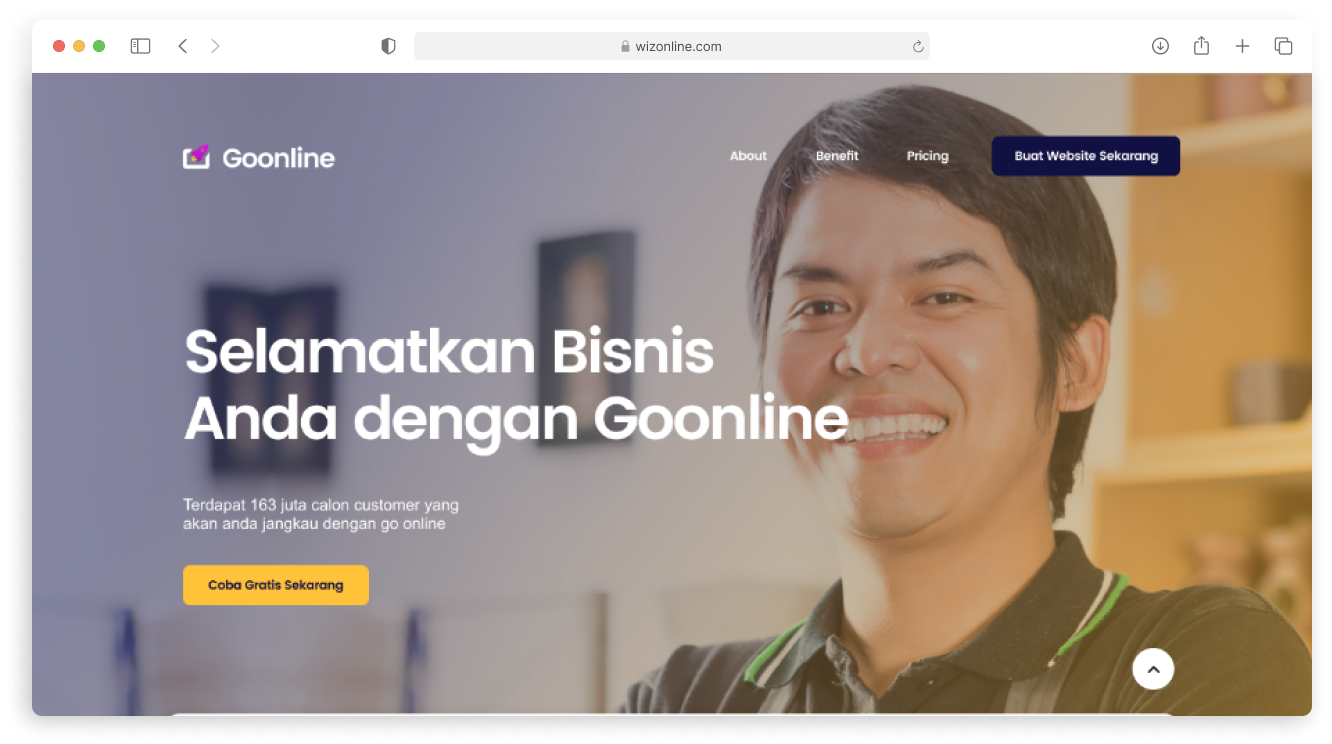 wizonline.com
Goonline
About
Benefit
Pricing
Buat Website Sekarang
Selamatkan Bisnis
Anda dengan Goonline
Terdapat 163 juta calon customer yang
akan anda jangkau dengan go online
Coba Gratis Sekarang